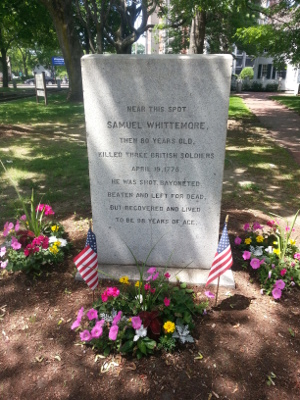 NEAR THIS SPOT
SAMUEL WHITTEMORE,
THEN 80 YEARS OLD,
KILLED THREE BRITISH SOLDIERS
APRIL 19, 1775.
HE WAS SHOT, BAYONETED
BEATEN AND LEFT FOR DEAD,
BUT RECOVERED AND LIVED
TO BE 98 YEARS OF AGE.